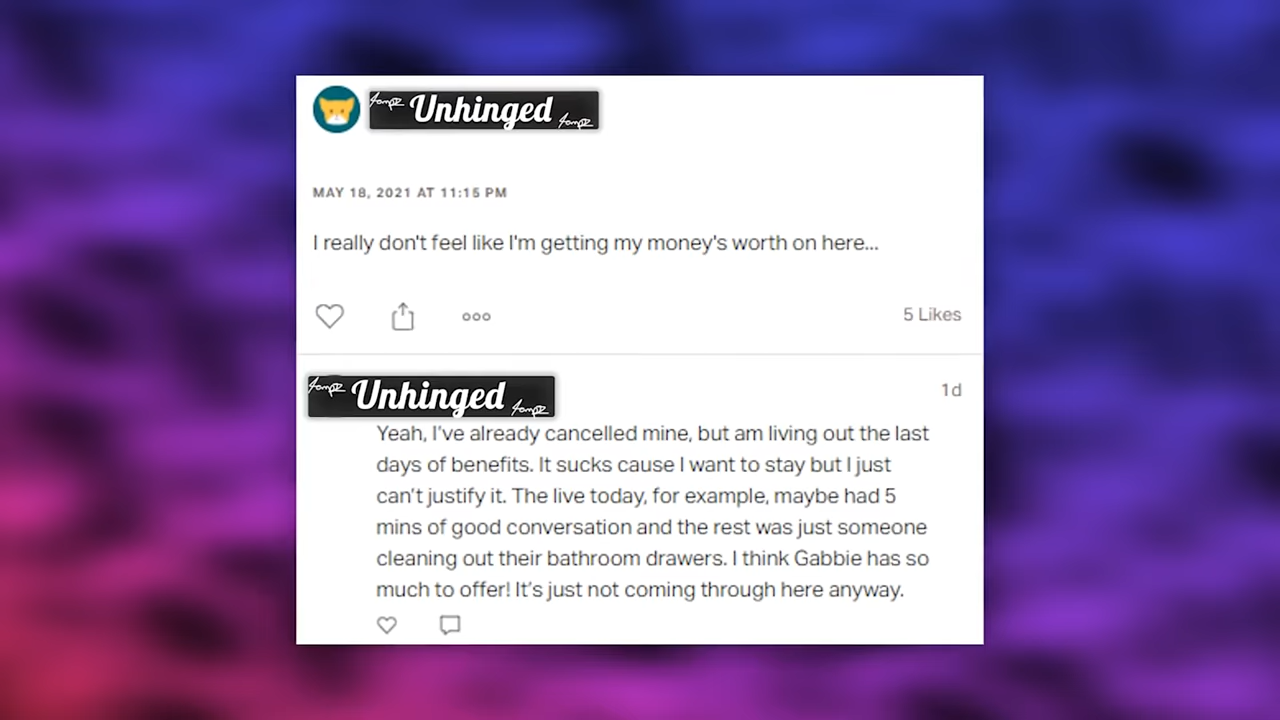 Unhinged
MAY 18, 2021 AT 11:15 PM
I really don't feel like I'm getting my money's worth on here...
5 Likes
Unhinged
1d
Yeah, I've already cancelled mine, but am living out the last
days of benefits. It sucks cause I want to stay but I just
can't justify it. The live today, for example, maybe had 5
mins of good conversation and the rest was just someone
cleaning out their bathroom drawers. I think Gabbie has so
much to offer! It's just not coming through here anyway.